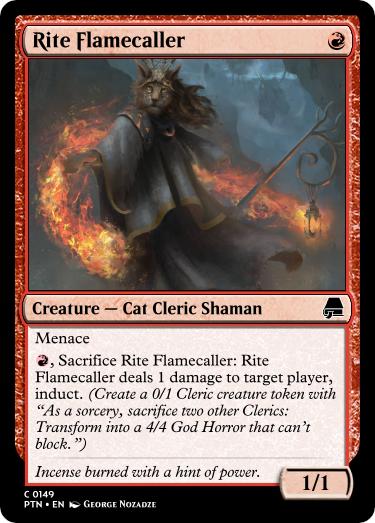 Rite Flamecaller
Creature — Cat Cleric Shaman
Menace
, Sacrifice Rite Flamecaller: Rite
Flamecaller deals 1 damage to target player,
induct. (Create a 0/1 Cleric creature token with
“As a sorcery, sacrifice two other Clerics:
Transform into a 4/4 God Horror that can’t
block.”)
Incense burned with a hint of power.
1/1
C 0149
PTN • EN George Nozadze